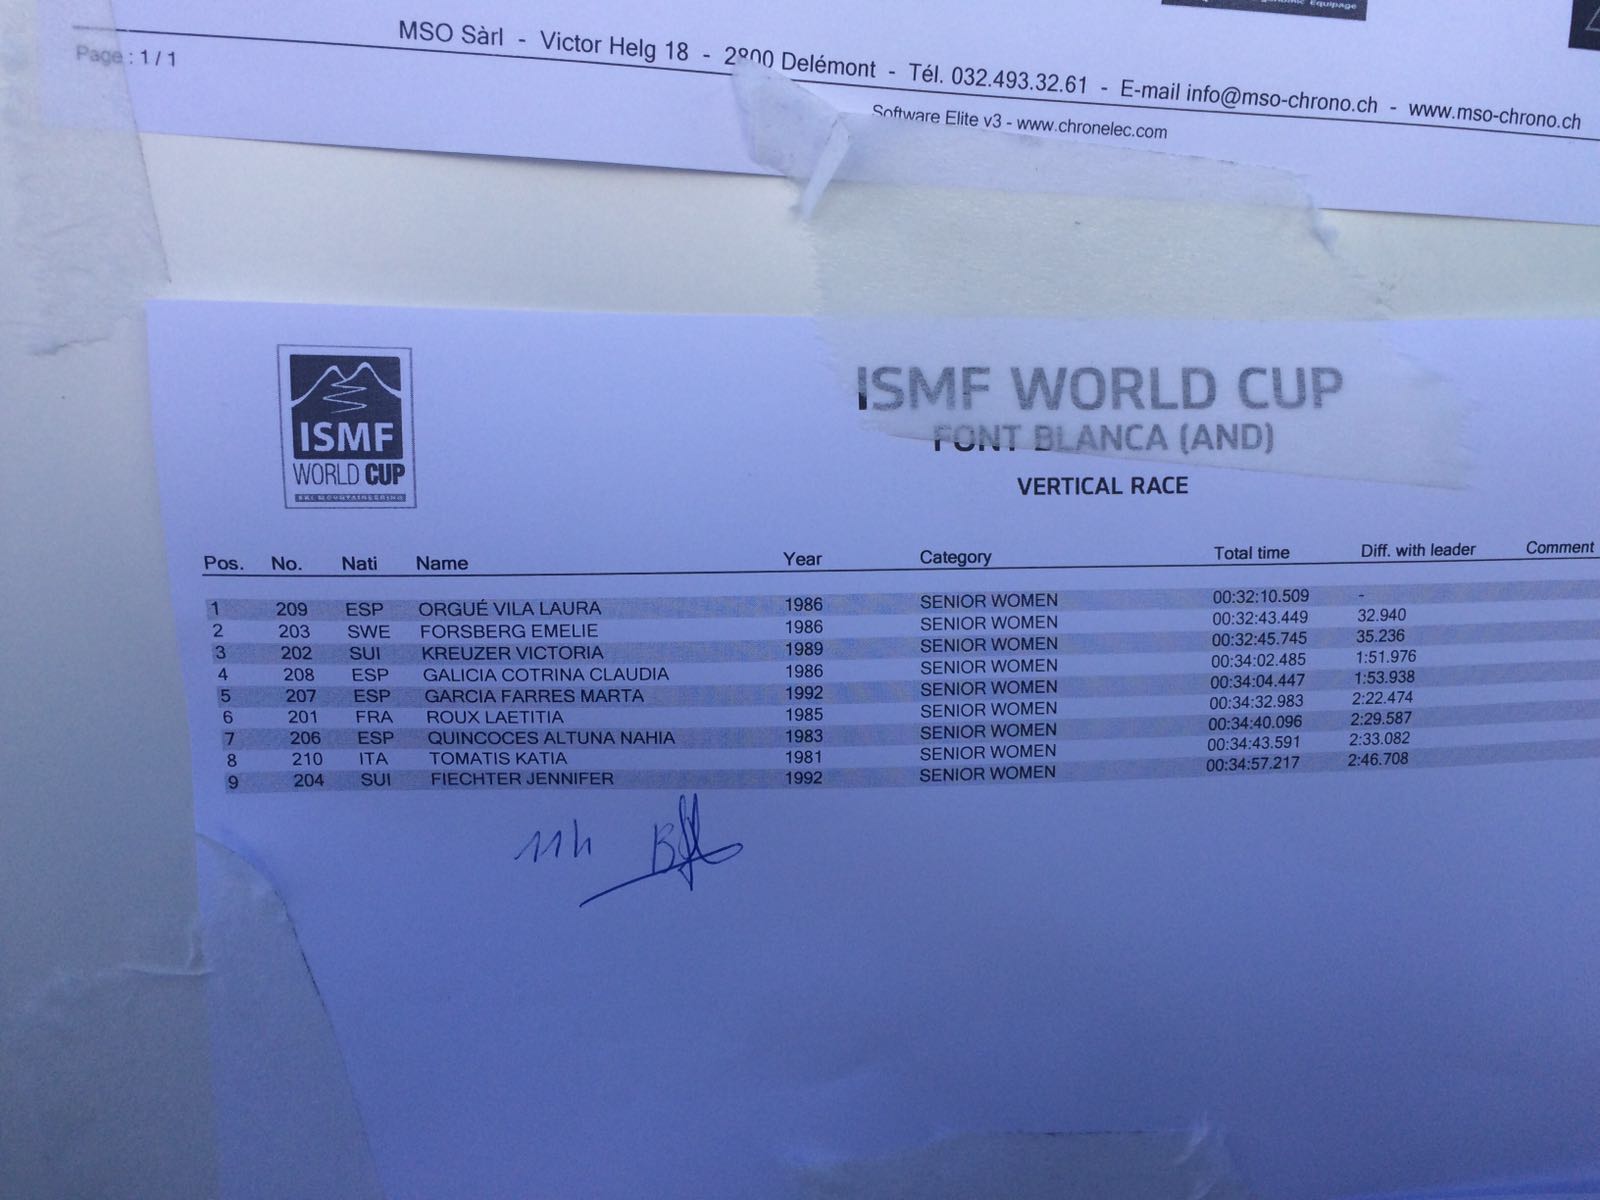 MSO Sàrl - Victor Helg 18 - 2800 Delémont - Tél. 032.493.32.61 - E-mail info@mso-chrono.ch - www.mso-chrono.ch
Page : 1 / 1
Software Elite v3 - www.chronelec.com
ISMF
WORLD CUP
SKI MOUNTAINEERING
ISMF WORLD CUP
FONT BLANCA (AND)
VERTICAL RACE
Pos. No. Nati Name Year Category Total time Diff. with leader Comment
1 209 ESP ORGUÉ VILA LAURA 1986 SENIOR WOMEN 00:32:10.509 -
2 203 SWE FORSBERG EMELIE 1986 SENIOR WOMEN 00:32:43.449 32.940
3 202 SUI KREUZER VICTORIA 1989 SENIOR WOMEN 00:32:45.745 35.236
4 208 ESP GALICIA COTRINA CLAUDIA 1986 SENIOR WOMEN 00:34:02.485 1:51.976
5 207 ESP GARCIA FARRES MARTA 1992 SENIOR WOMEN 00:34:04.447 1:53.938
6 201 FRA ROUX LAETITIA 1985 SENIOR WOMEN 00:34:32.983 2:22.474
7 206 ESP QUINCOCES ALTUNA NAHIA 1983 SENIOR WOMEN 00:34:40.096 2:29.587
8 210 ITA TOMATIS KATIA 1981 SENIOR WOMEN 00:34:43.591 2:33.082
9 204 SUI FIECHTER JENNIFER 1992 SENIOR WOMEN 00:34:57.217 2:46.708
11h